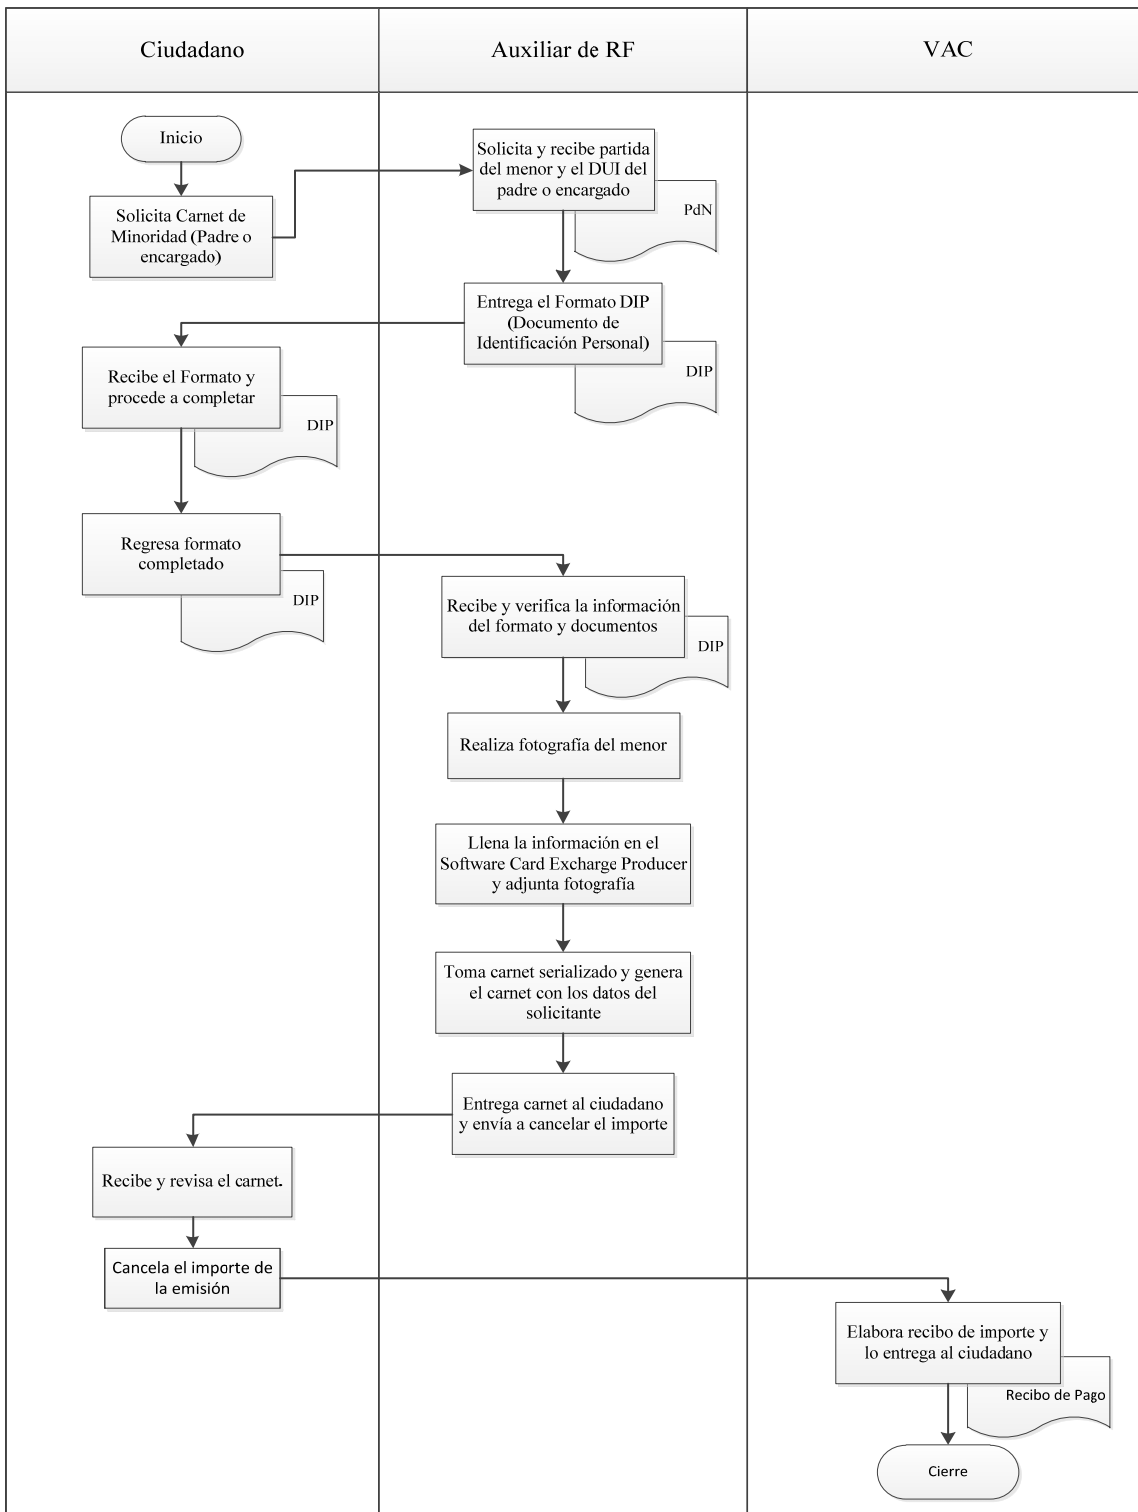 Ciudadano
Auxiliar de RF
VAC
Inicio
Solicita Carnet de
Minoridad (Padre o
encargado)
Solicita y recibe partida
del menor y el DUI del
padre o encargado
PdN
Entrega el Formato DIP
(Documento de
Identificación Personal)
DIP
Recibe el Formato y
procede a completar
DIP
Regresa formato
completado
DIP
Recibe y verifica la información
del formato y documentos
DIP
Realiza fotografía del menor
Llena la información en el
Software Card Excharge Producer
y adjunta fotografía
Toma carnet serializado y genera
el carnet con los datos del
solicitante
Entrega carnet al ciudadano
y envía a cancelar el importe
Recibe y revisa el carnet.
Cancela el importe de
la emisión
Elabora recibo de importe y
lo entrega al ciudadano
Recibo de Pago
Cierre